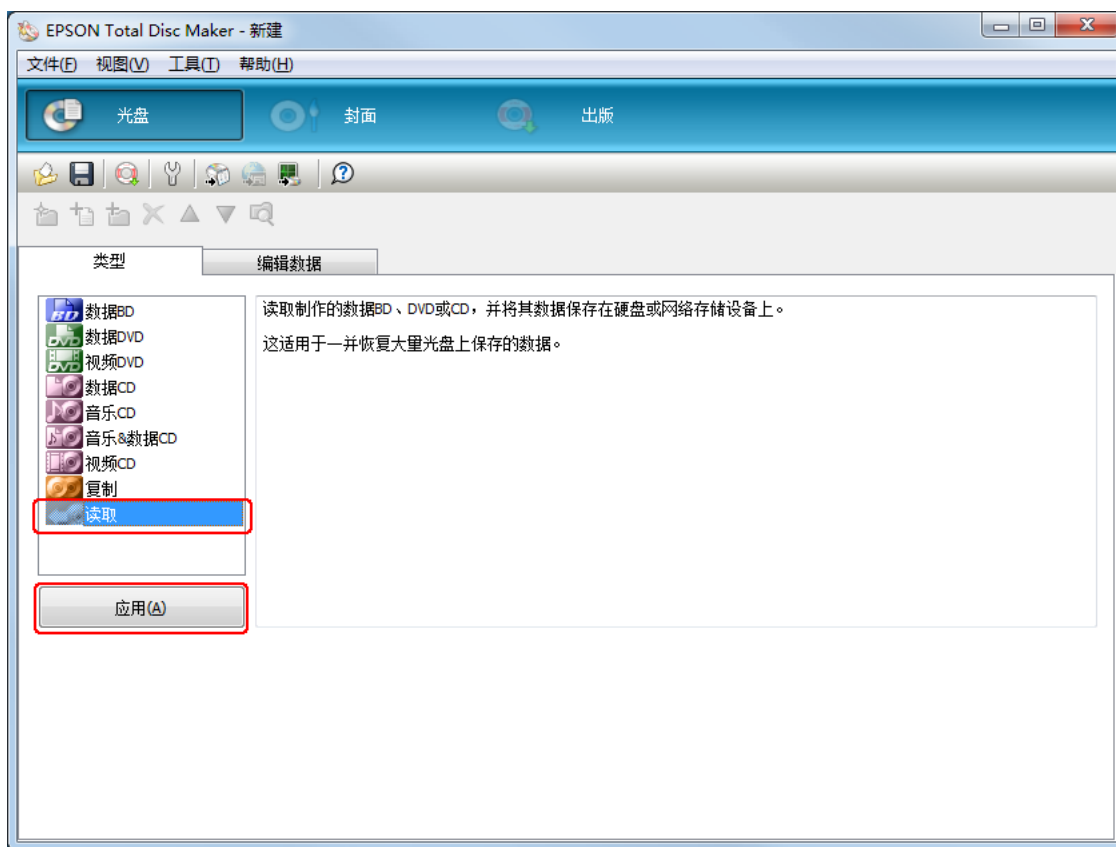 EPSON Total Disc Maker - 新建
文件(F) 视图(V) 工具(T) 帮助(H)
光盘 封面 出版
类型 编辑数据
数据BD
数据DVD
视频DVD
数据CD
音乐CD
音乐&数据CD
视频CD
复制
读取
应用(A)
读取制作的数据BD、DVD或CD，并将其数据保存在硬盘或网络存储设备上。
这适用于一并恢复大量光盘上保存的数据。